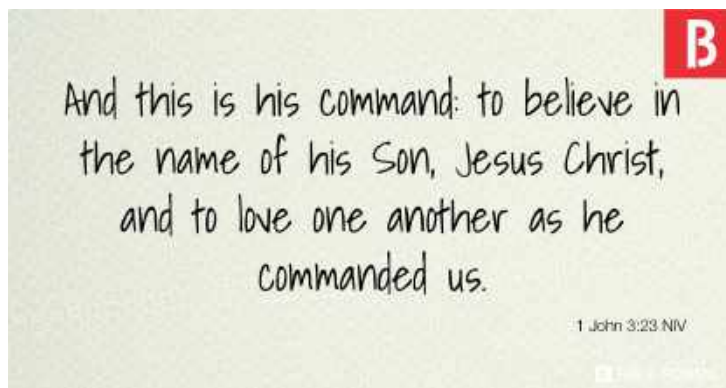 B
And this is his command: to believe in
the name of his Son, Jesus Christ,
and to love one another as he
commanded us.
1 John 3:23 NIV